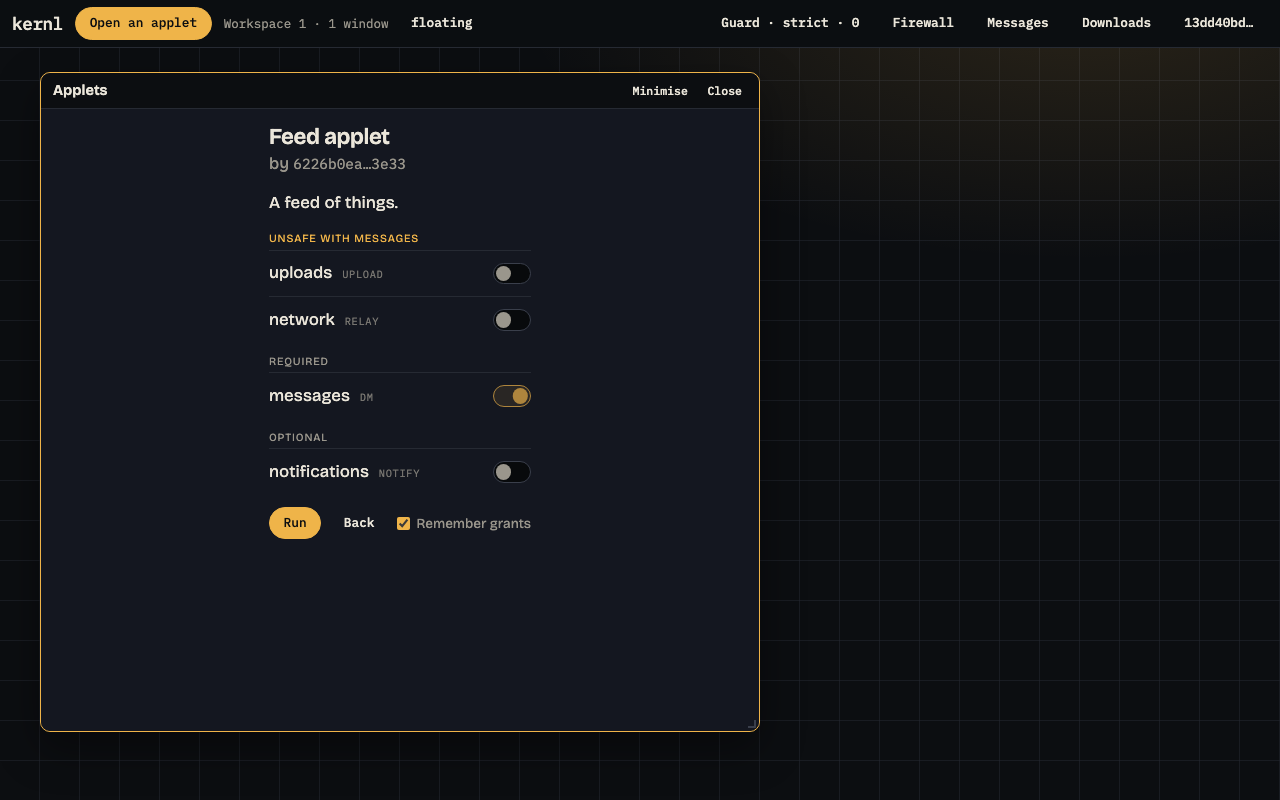 kernl Open an applet Workspace 1 · 1 window floating Guard · strict · 0 Firewall Messages Downloads 13dd40bd…
Applets Minimise Close
Feed applet
by 6226b0ea…3e33
A feed of things.
UNSAFE WITH MESSAGES
uploads UPLOAD
network RELAY
REQUIRED
messages DM
OPTIONAL
notifications NOTIFY
Run Back Remember grants